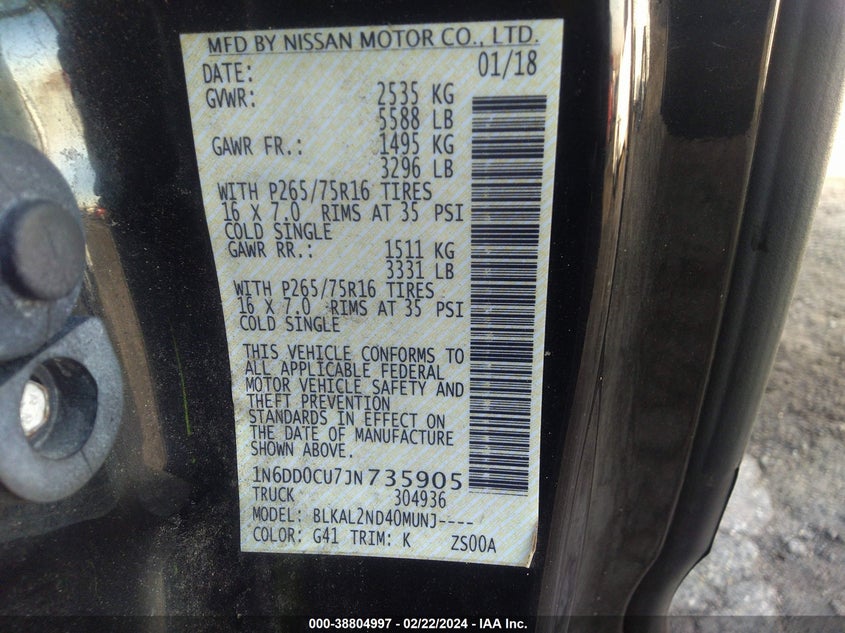 MFD BY NISSAN MOTOR CO., LTD.
DATE: 01/18
GVWR: 2535 KG
5588 LB
GAWR FR.: 1495 KG
3296 LB
WITH P265/75R16 TIRES
16 X 7.0 RIMS AT 35 PSI
COLD SINGLE
GAWR RR.: 1511 KG
3331 LB
WITH P265/75R16 TIRES
16 X 7.0 RIMS AT 35 PSI
COLD SINGLE
THIS VEHICLE CONFORMS TO
ALL APPLICABLE FEDERAL
MOTOR VEHICLE SAFETY AND
THEFT PREVENTION
STANDARDS IN EFFECT ON
THE DATE OF MANUFACTURE
SHOWN ABOVE.
1N6DD0CU7JN735905
TRUCK 304936
MODEL: BLKAL2ND40MUNJ----
COLOR: G41 TRIM: K ZS00A
000-38804997 - 02/22/2024 - IAA Inc.